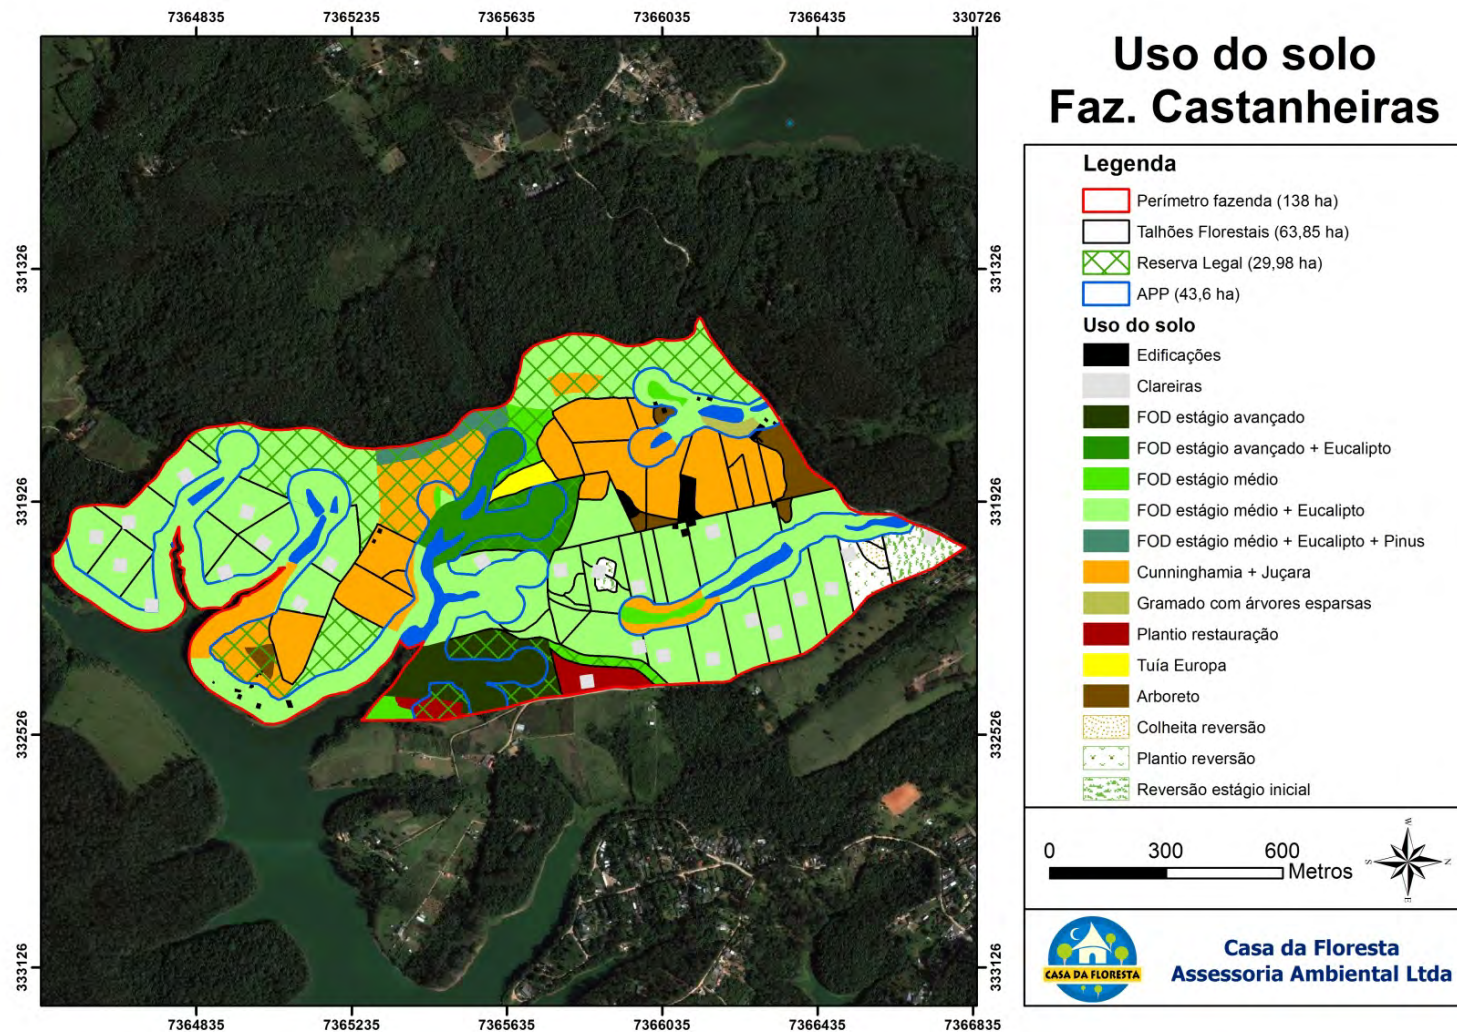 7364835 7365235 7365635 7366035 7366435 330726
Uso do solo
Faz. Castanheiras
Legenda
Perímetro fazenda (138 ha)
Talhões Florestais (63,85 ha)
Reserva Legal (29,98 ha)
APP (43,6 ha)
Uso do solo
Edificações
Clareiras
FOD estágio avançado
FOD estágio avançado + Eucalipto
FOD estágio médio
FOD estágio médio + Eucalipto
FOD estágio médio + Eucalipto + Pinus
Cunninghamia + Juçara
Gramado com árvores esparsas
Plantio restauração
Tuía Europa
Arboreto
Colheita reversão
Plantio reversão
Reversão estágio inicial
331326
331926
332526
333126
331326
331926
332526
333126
0 300 600
Metros
W
S N
E
CASA DA FLORESTA
Casa da Floresta
Assessoria Ambiental Ltda
7364835 7365235 7365635 7366035 7366435 7366835